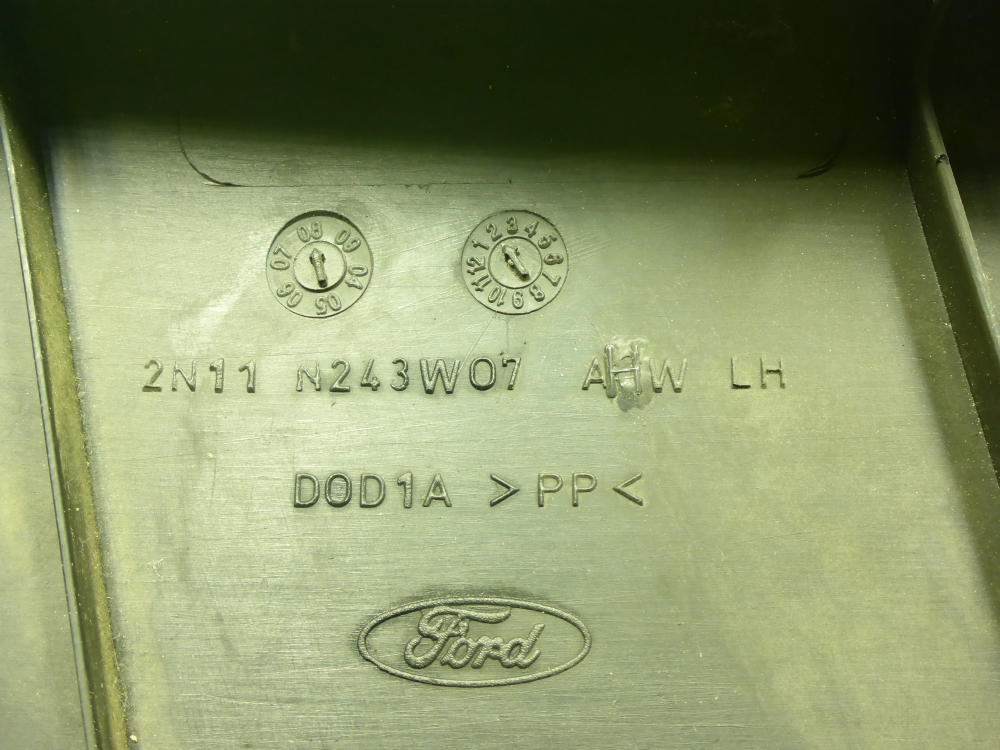 04 05 06 07 08 09
1 2 3 4 5 6 7 8 9 10 11 12
2N11 N243W07 AHW LH
D0D1A >PP<
Ford